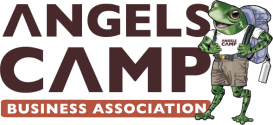 ANGELS
CAMP
BUSINESS ASSOCIATION
ANGELS
CAMP